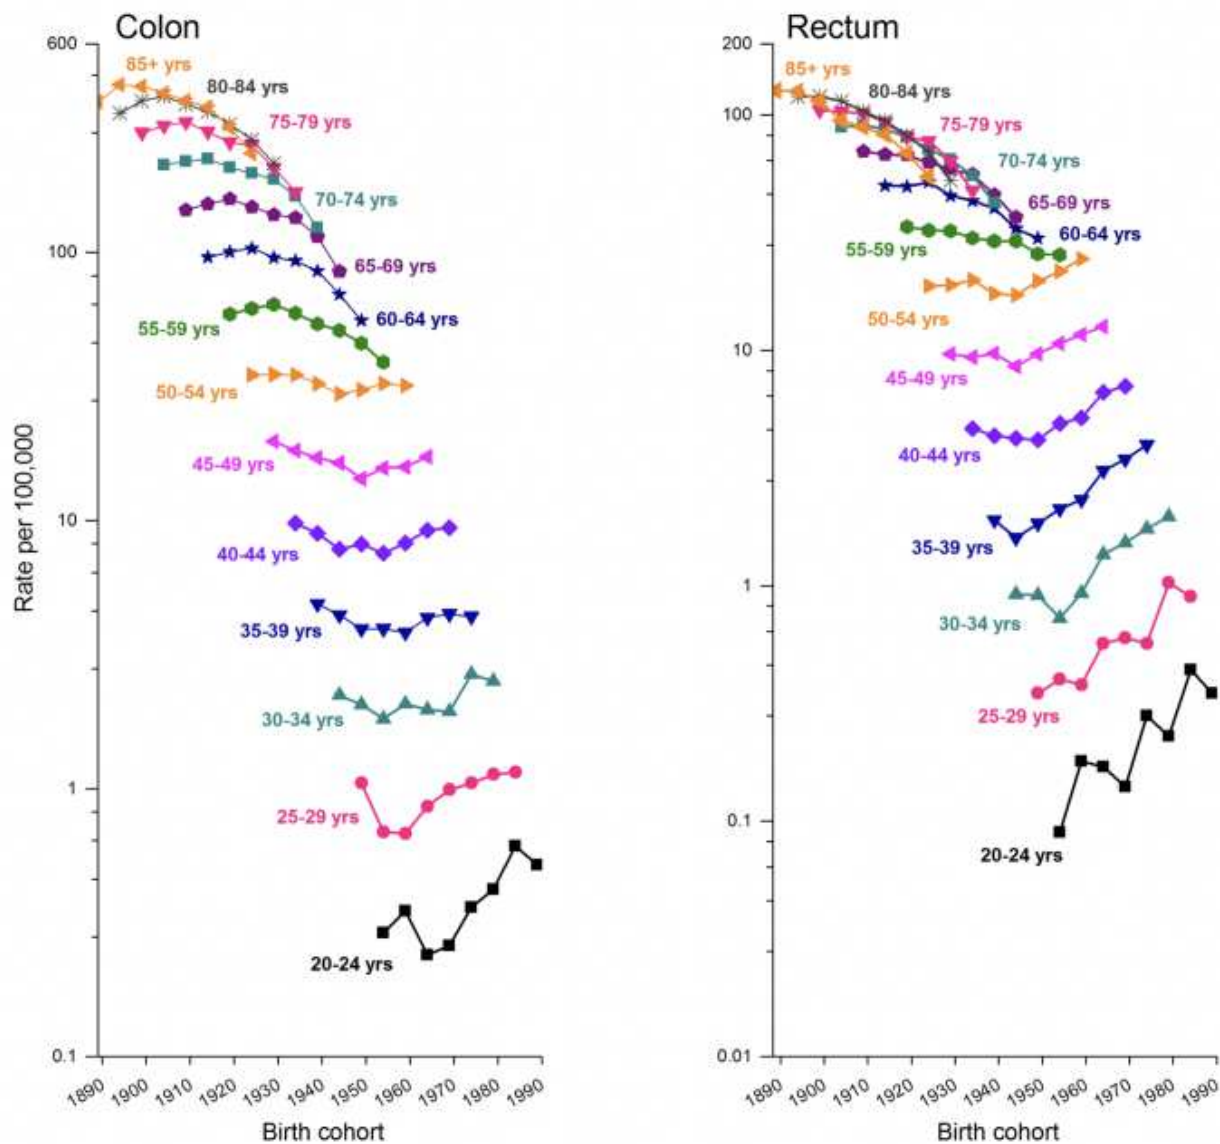 Colon
600
100
10
1
0.1
Rate per 100,000
85+ yrs
80-84 yrs
75-79 yrs
70-74 yrs
65-69 yrs
60-64 yrs
55-59 yrs
50-54 yrs
45-49 yrs
40-44 yrs
35-39 yrs
30-34 yrs
25-29 yrs
20-24 yrs
1890 1900 1910 1920 1930 1940 1950 1960 1970 1980 1990
Birth cohort
Rectum
200
100
10
1
0.1
0.01
85+ yrs
80-84 yrs
75-79 yrs
70-74 yrs
65-69 yrs
60-64 yrs
55-59 yrs
50-54 yrs
45-49 yrs
40-44 yrs
35-39 yrs
30-34 yrs
25-29 yrs
20-24 yrs
1890 1900 1910 1920 1930 1940 1950 1960 1970 1980 1990
Birth cohort